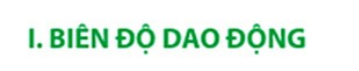 I. BIÊN ĐỘ DAO ĐỘNG